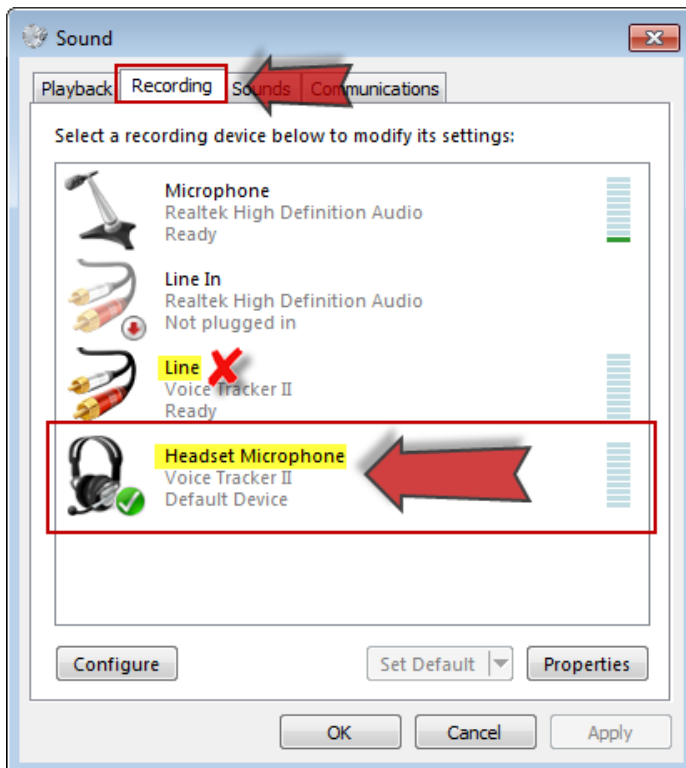 Sound
Playback Recording Sounds Communications
Select a recording device below to modify its settings:
Microphone
Realtek High Definition Audio
Ready
Line In
Realtek High Definition Audio
Not plugged in
Line
Voice Tracker II
Ready
Headset Microphone
Voice Tracker II
Default Device
Configure Set Default Properties
OK Cancel Apply